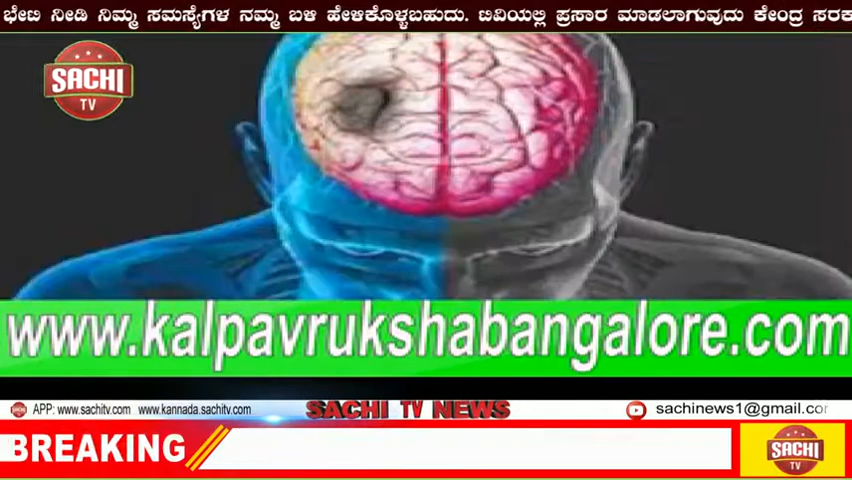 ಭೇಟಿ ನೀಡಿ ನಿಮ್ಮ ಸಮಸ್ಯೆಗಳ ನಮ್ಮ ಬಳಿ ಹೇಳಿಕೊಳ್ಳಬಹುದು. ಟಿವಿಯಲ್ಲಿ ಪ್ರಸಾರ ಮಾಡಲಾಗುವುದು ಕೇಂದ್ರ ಸರಕ
SACHI
TV
www.kalpavrukshabangalore.com
APP: www.sachitv.com www.kannada.sachitv.com SACHI TV NEWS sachinews1@gmail.com
BREAKING
SACHI
TV